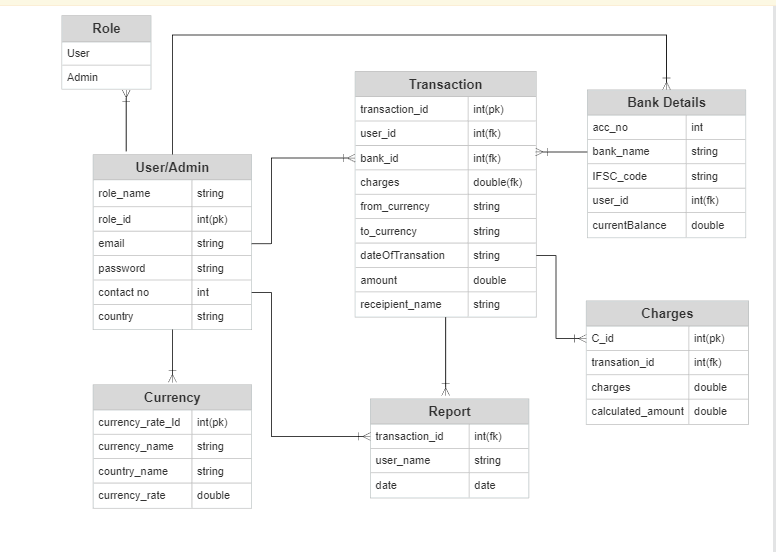 Role
User
Admin
User/Admin
role_name string
role_id int(pk)
email string
password string
contact no int
country string
Currency
currency_rate_Id int(pk)
currency_name string
country_name string
currency_rate double
Transaction
transaction_id int(pk)
user_id int(fk)
bank_id int(fk)
charges double(fk)
from_currency string
to_currency string
dateOfTransation string
amount double
receipient_name string
Report
transaction_id int(fk)
user_name string
date date
Bank Details
acc_no int
bank_name string
IFSC_code string
user_id int(fk)
currentBalance double
Charges
C_id int(pk)
transation_id int(fk)
charges double
calculated_amount double